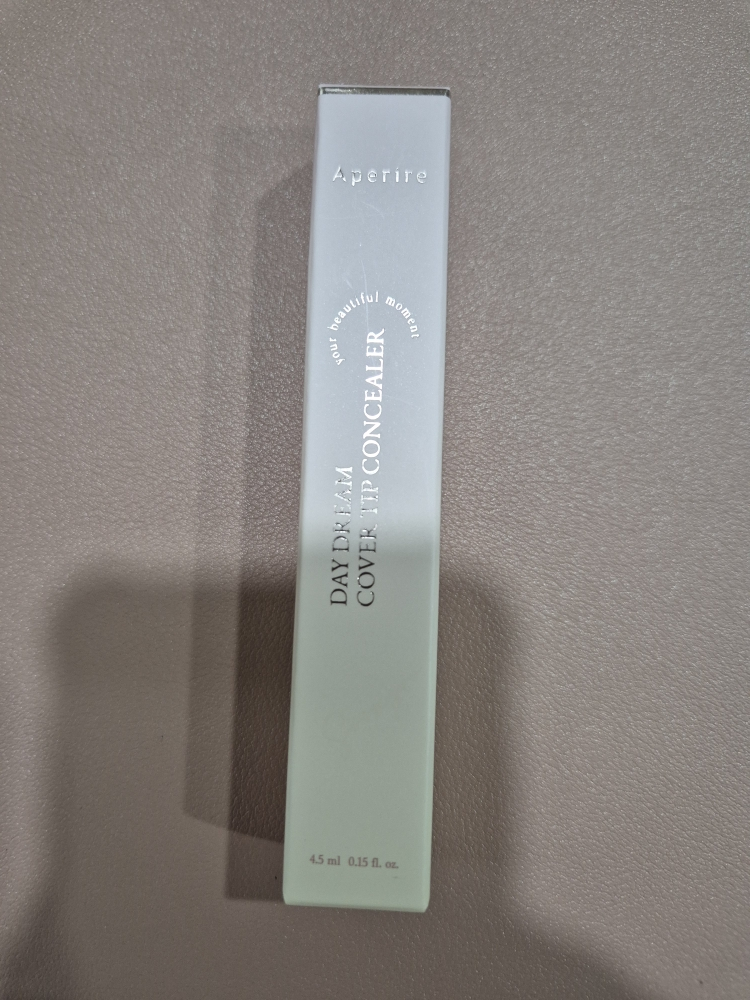 Aperire
your beautiful moment
DAY DREAM
COVER TIP CONCEALER
4.5 ml 0.15 fl. oz.